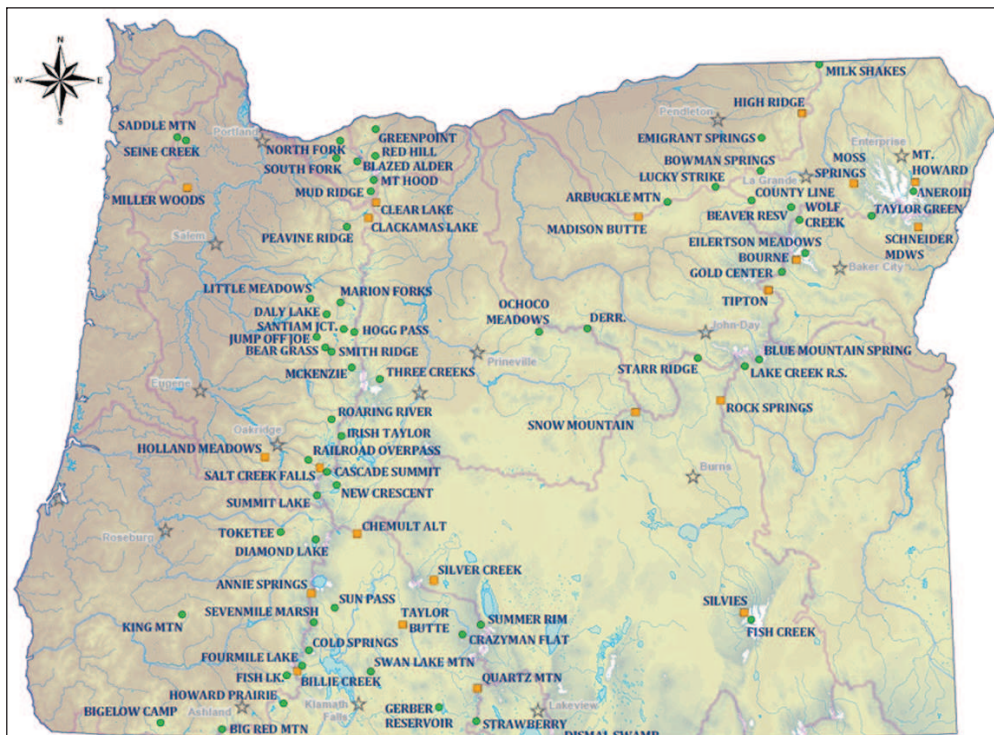 N
W
E
S
MILK SHAKES
HIGH RIDGE
Pendleton
SADDLE MTN
Portland
GREENPOINT
EMIGRANT SPRINGS
Enterprise
SEINE CREEK
NORTH FORK
RED HILL
BLAZED ALDER
BOWMAN SPRINGS
MOSS
SPRINGS
MT.
HOWARD
SOUTH FORK
MT HOOD
LUCKY STRIKE
La Grande
MUD RIDGE
ARBUCKLE MTN
COUNTY LINE
ANEROID
MILLER WOODS
CLEAR LAKE
BEAVER RESV
WOLF
CREEK
TAYLOR GREEN
CLACKAMAS LAKE
MADISON BUTTE
Salem
PEAVINE RIDGE
SCHNEIDER
MDWS
EILERTSON MEADOWS
BOURNE
Baker City
GOLD CENTER
LITTLE MEADOWS
MARION FORKS
TIPTON
OCHOCO
MEADOWS
DERR.
DALY LAKE
SANTIAM JCT.
HOGG PASS
John-Day
JUMP OFF JOE
BEAR GRASS
SMITH RIDGE
Prineville
BLUE MOUNTAIN SPRING
STARR RIDGE
LAKE CREEK R.S.
MCKENZIE
THREE CREEKS
Eugene
ROCK SPRINGS
ROARING RIVER
SNOW MOUNTAIN
Oakridge
IRISH TAYLOR
HOLLAND MEADOWS
RAILROAD OVERPASS
SALT CREEK FALLS
CASCADE SUMMIT
Burns
SUMMIT LAKE
NEW CRESCENT
TOKETEE
CHEMULT ALT
Roseburg
DIAMOND LAKE
ANNIE SPRINGS
SILVER CREEK
SUN PASS
SEVENMILE MARSH
TAYLOR
BUTTE
SUMMER RIM
SILVIES
KING MTN
CRAZYMAN FLAT
FISH CREEK
COLD SPRINGS
FOURMILE LAKE
SWAN LAKE MTN
FISH LK.
BILLIE CREEK
QUARTZ MTN
HOWARD PRAIRIE
Klamath
Falls
GERBER
RESERVOIR
Lakeview
BIGELOW CAMP
Ashland
BIG RED MTN
STRAWBERRY
DISMAL SWAMP